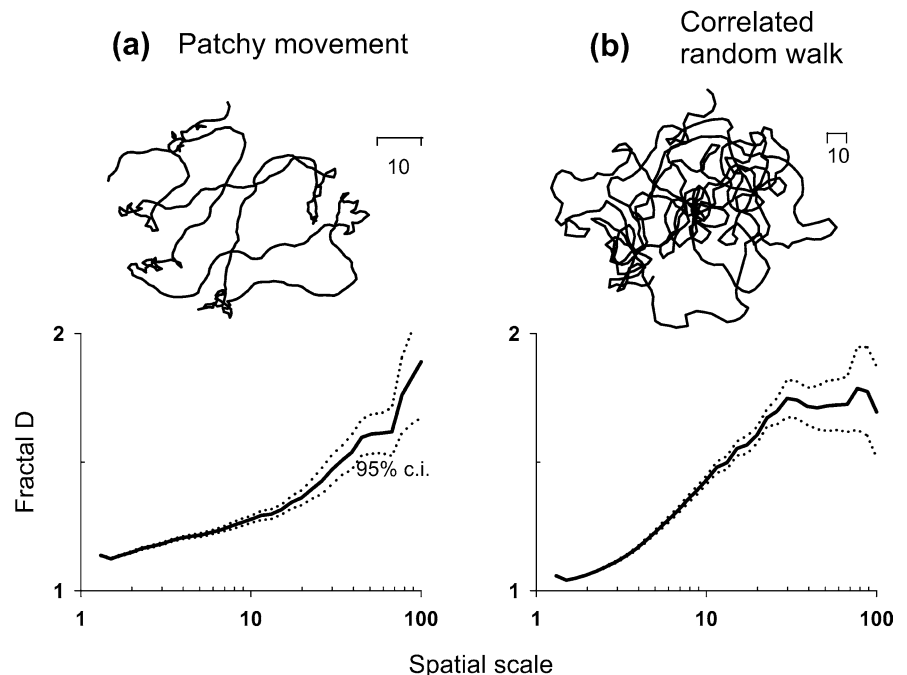 (a) Patchy movement
(b) Correlated
random walk
10
10
2
2
Fractal D
95% c.i.
1
1
1 10 100
1 10 100
Spatial scale